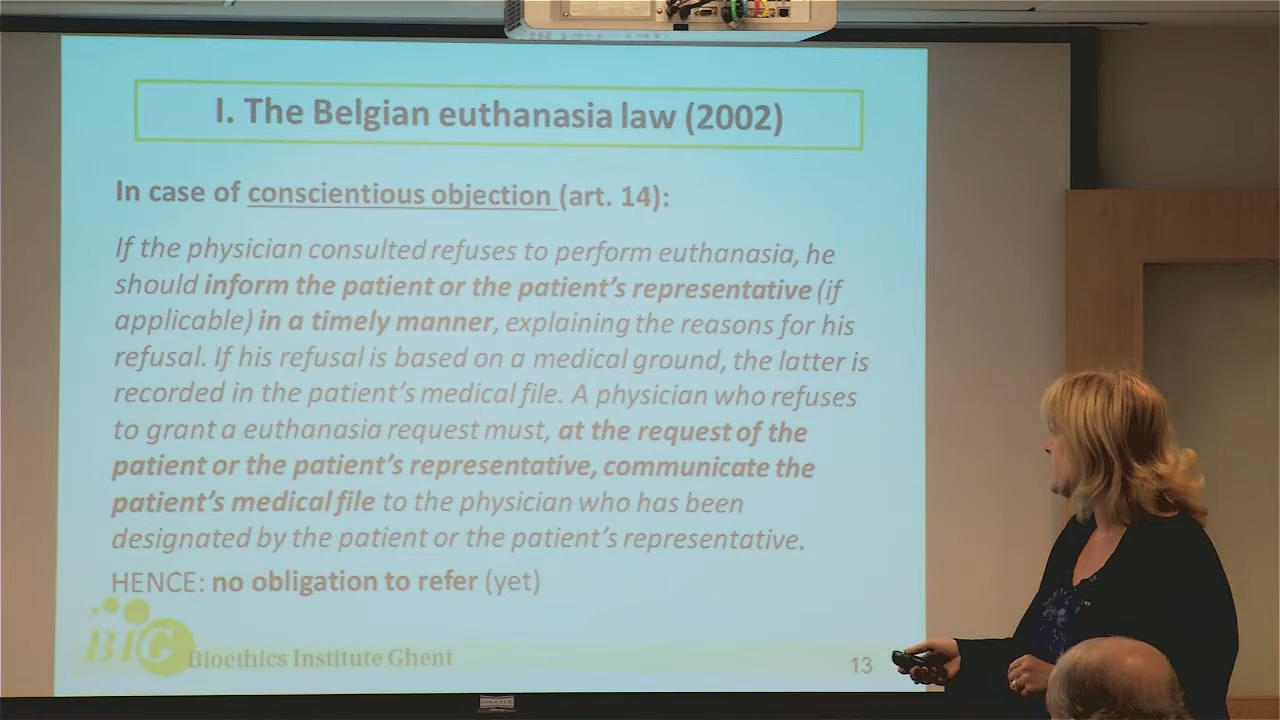 I. The Belgian euthanasia law (2002)
In case of conscientious objection (art. 14):
If the physician consulted refuses to perform euthanasia, he
should inform the patient or the patient's representative (if
applicable) in a timely manner, explaining the reasons for his
refusal. If his refusal is based on a medical ground, the latter is
recorded in the patient's medical file. A physician who refuses
to grant a euthanasia request must, at the request of the
patient or the patient's representative, communicate the
patient's medical file to the physician who has been
designated by the patient or the patient's representative.
HENCE: no obligation to refer (yet)
BIG Bioethics Institute Ghent
13